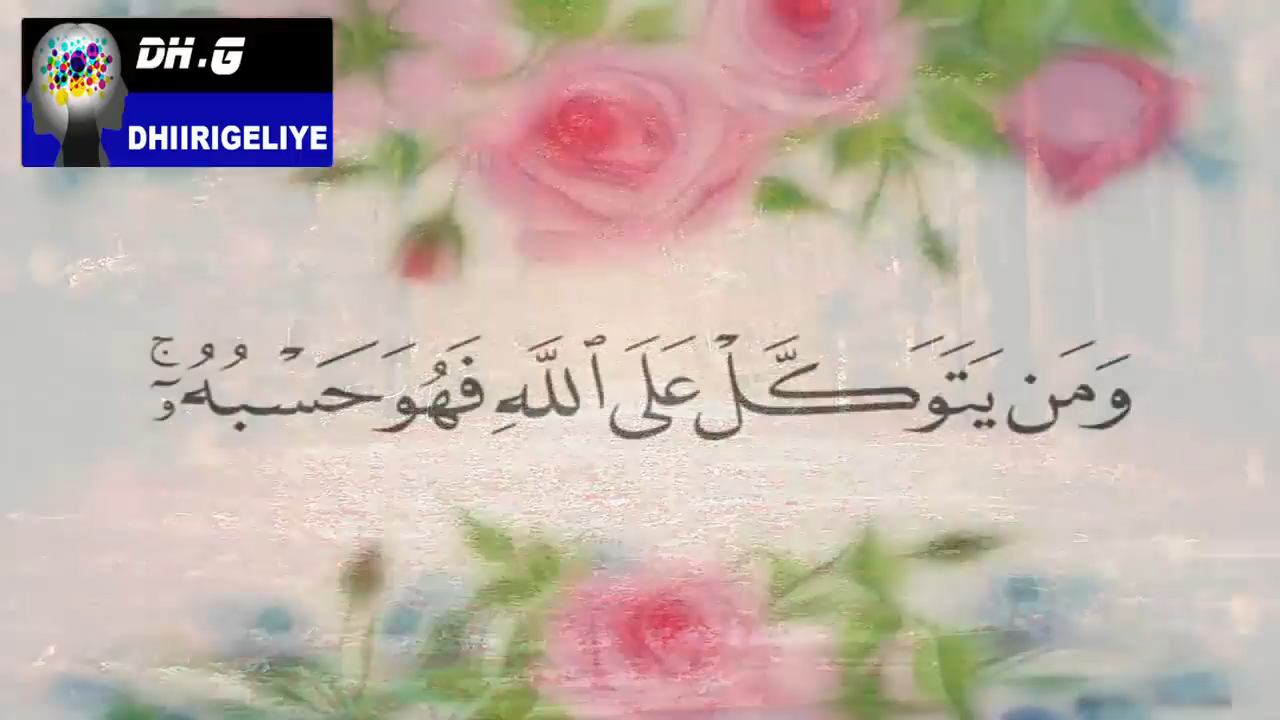 DH.G
DHIIRIGELIYE
وَمَن يَتَوَكَّلْ عَلَى ٱللَّهِ فَهُوَ حَسْبُهُۥٓ ۚ